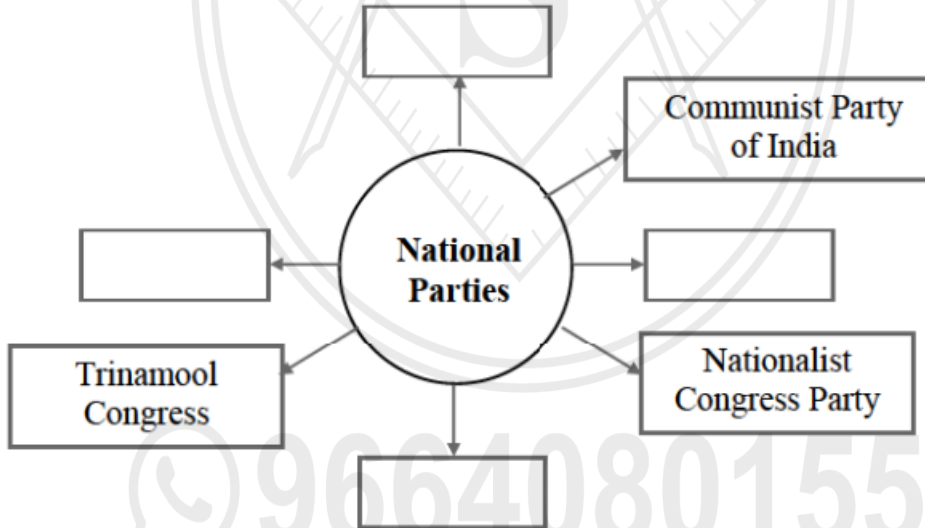 Communist Party
of India
National
Parties
Trinamool
Congress
Nationalist
Congress Party
9664080155